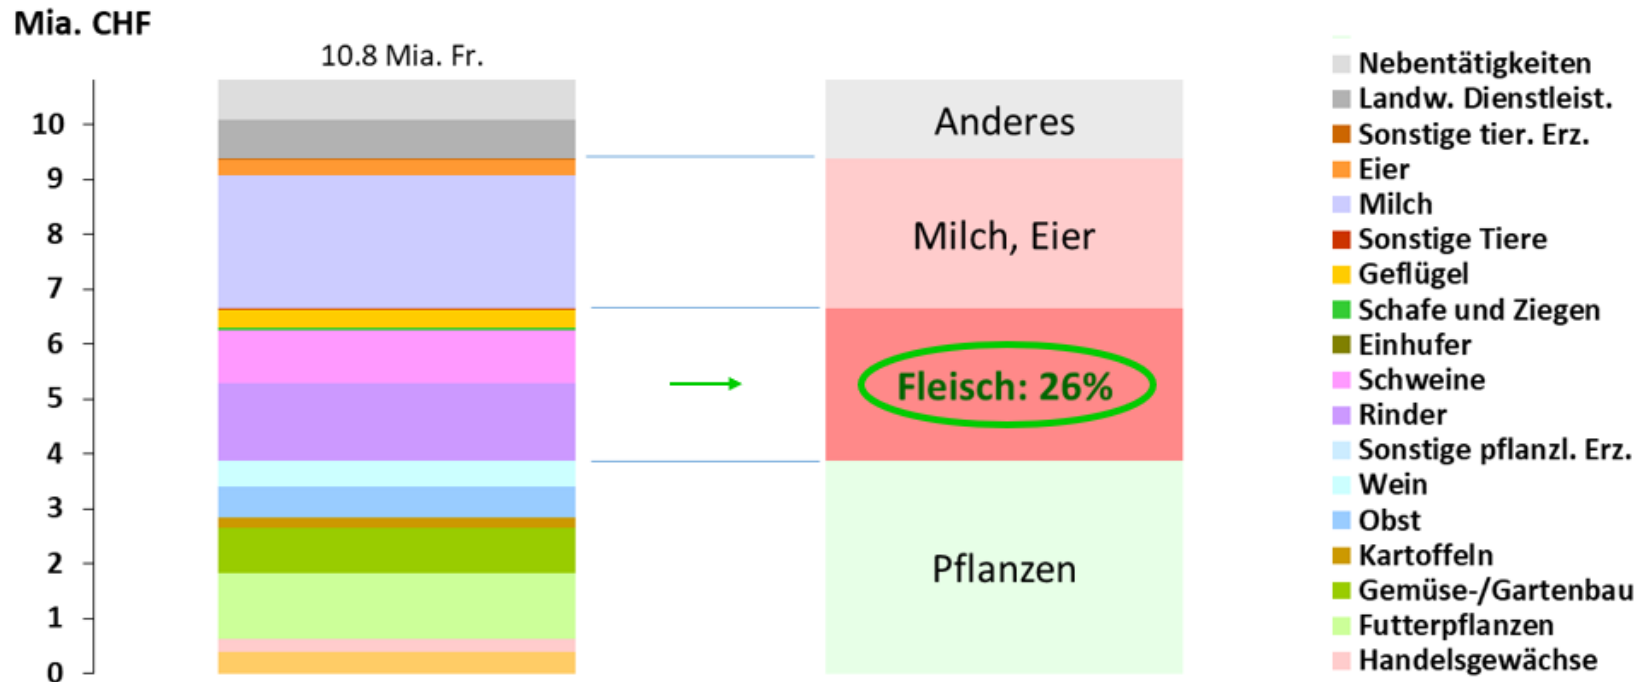 Mia. CHF
10.8 Mia. Fr.
10
9
8
7
6
5
4
3
2
1
0
Anderes
Milch, Eier
Fleisch: 26%
Pflanzen
Nebentätigkeiten
Landw. Dienstleist.
Sonstige tier. Erz.
Eier
Milch
Sonstige Tiere
Geflügel
Schafe und Ziegen
Einhufer
Schweine
Rinder
Sonstige pflanzl. Erz.
Wein
Obst
Kartoffeln
Gemüse-/Gartenbau
Futterpflanzen
Handelsgewächse